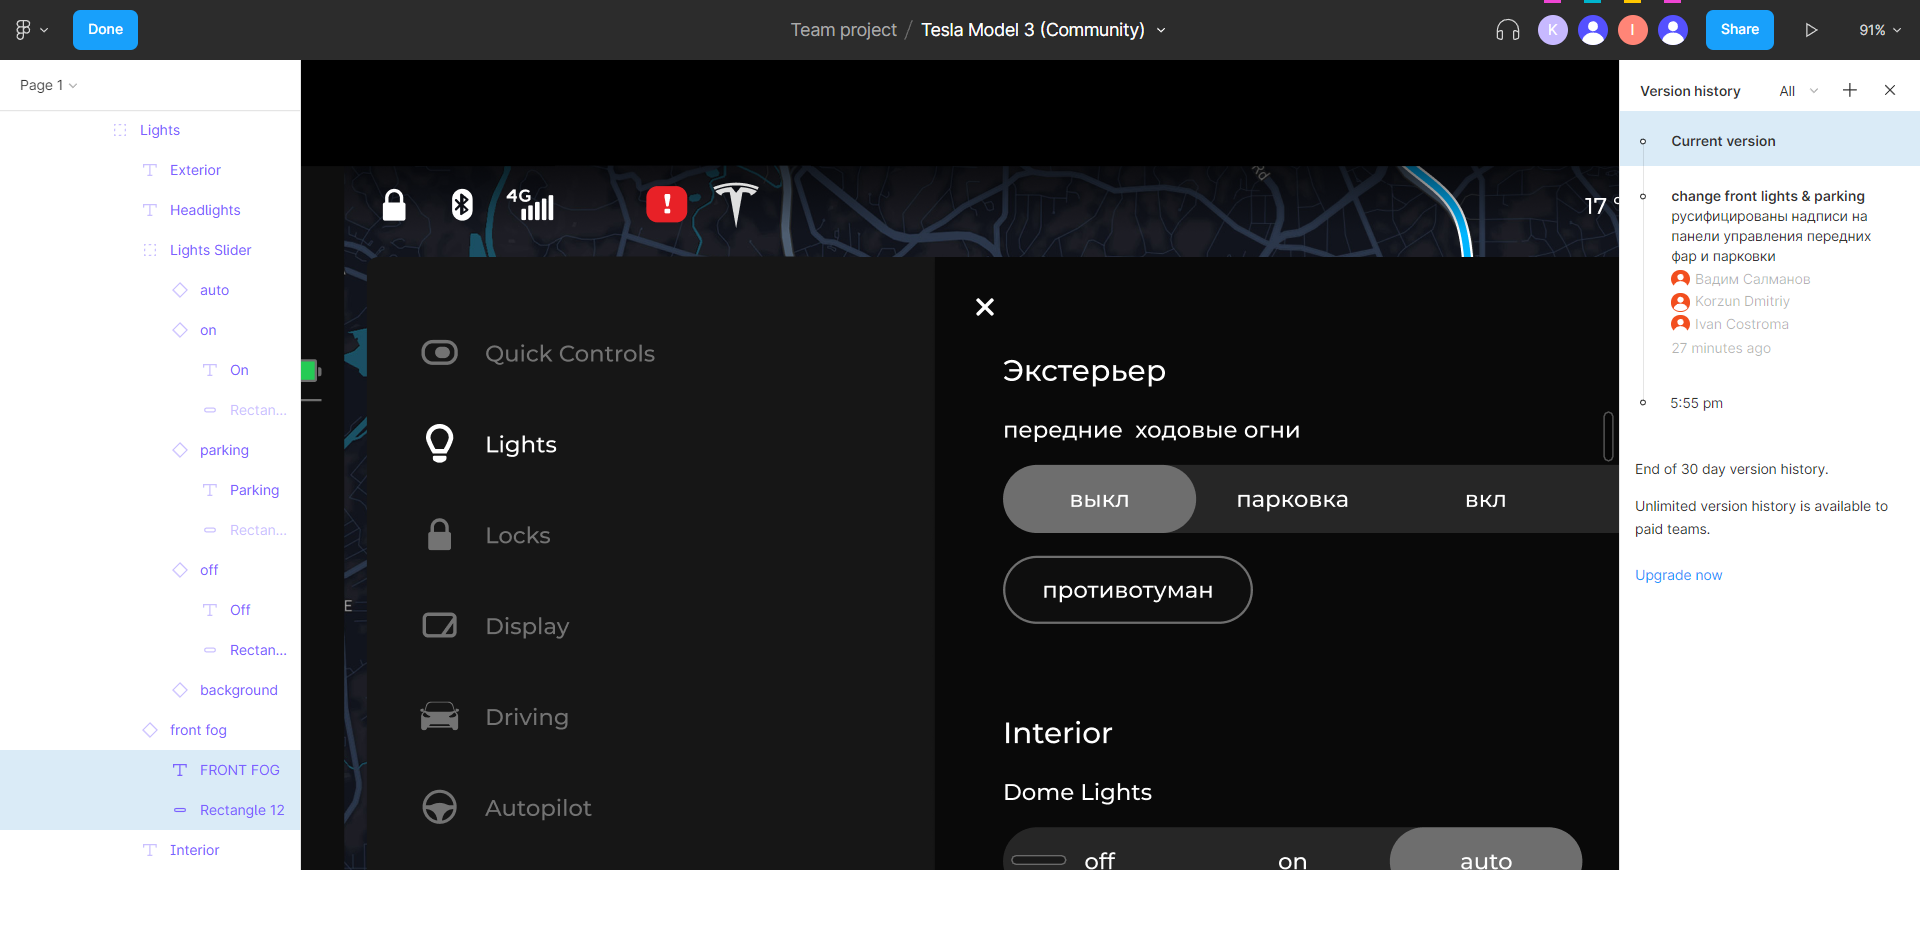 Done
Team project / Tesla Model 3 (Community)
K
I
Share
91%
Page 1
Lights
Exterior
Headlights
Lights Slider
auto
on
On
Rectan...
parking
Parking
Rectan...
off
Off
Rectan...
background
front fog
FRONT FOG
Rectangle 12
Interior
4G
!
Rd
17 °
E
Quick Controls
Lights
Locks
Display
Driving
Autopilot
Экстерьер
передние ходовые огни
выкл парковка вкл
противотуман
Interior
Dome Lights
off on auto
Version history All
Current version
change front lights & parking
русифицированы надписи на
панели управления передних
фар и парковки
Вадим Салманов
Korzun Dmitriy
Ivan Costroma
27 minutes ago
5:55 pm
End of 30 day version history.
Unlimited version history is available to
paid teams.
Upgrade now